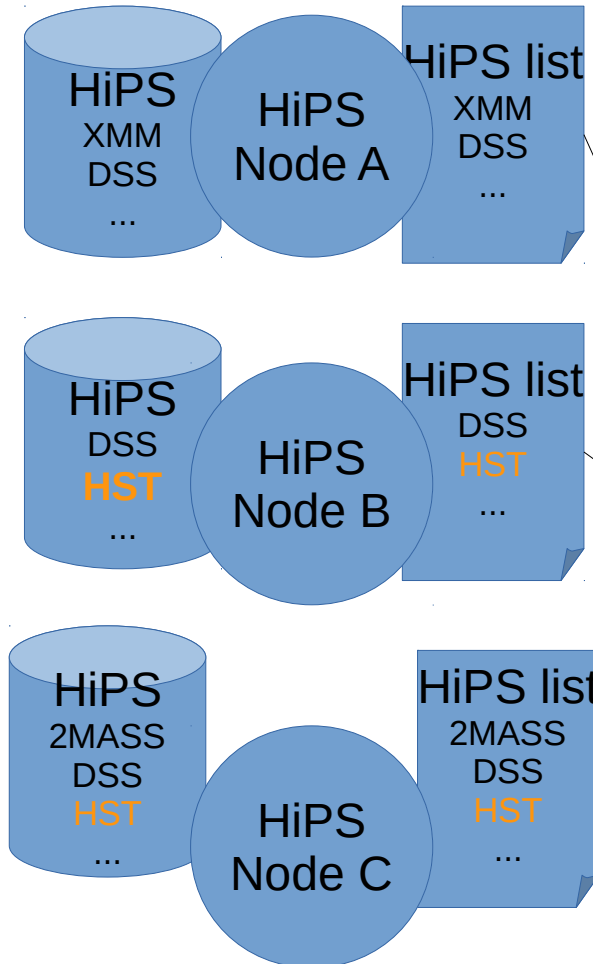 HiPS
XMM
DSS
...
HiPS
Node A
HiPS list
XMM
DSS
...
HiPS
DSS
HST
...
HiPS
Node B
HiPS list
DSS
HST
...
HiPS
2MASS
DSS
HST
...
HiPS
Node C
HiPS list
2MASS
DSS
HST
...